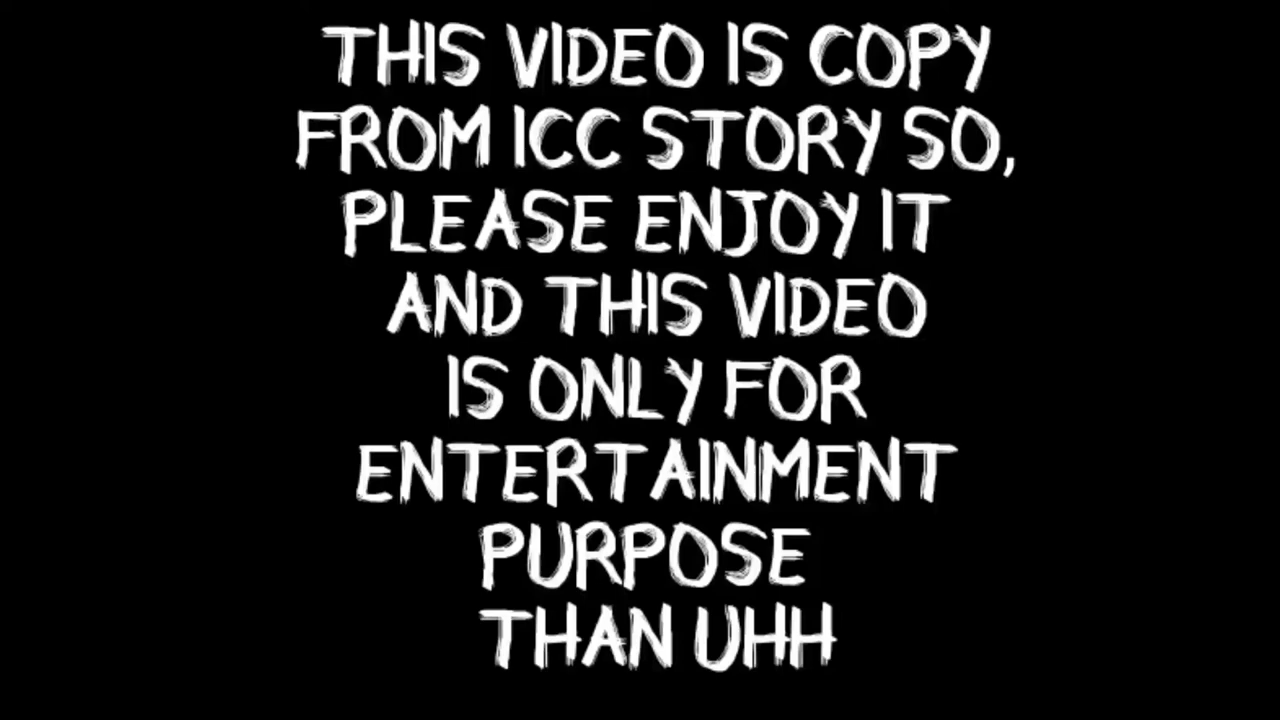 THIS VIDEO IS COPY
FROM ICC STORY SO,
PLEASE ENJOY IT
AND THIS VIDEO
IS ONLY FOR
ENTERTAINMENT
PURPOSE
THAN UHH